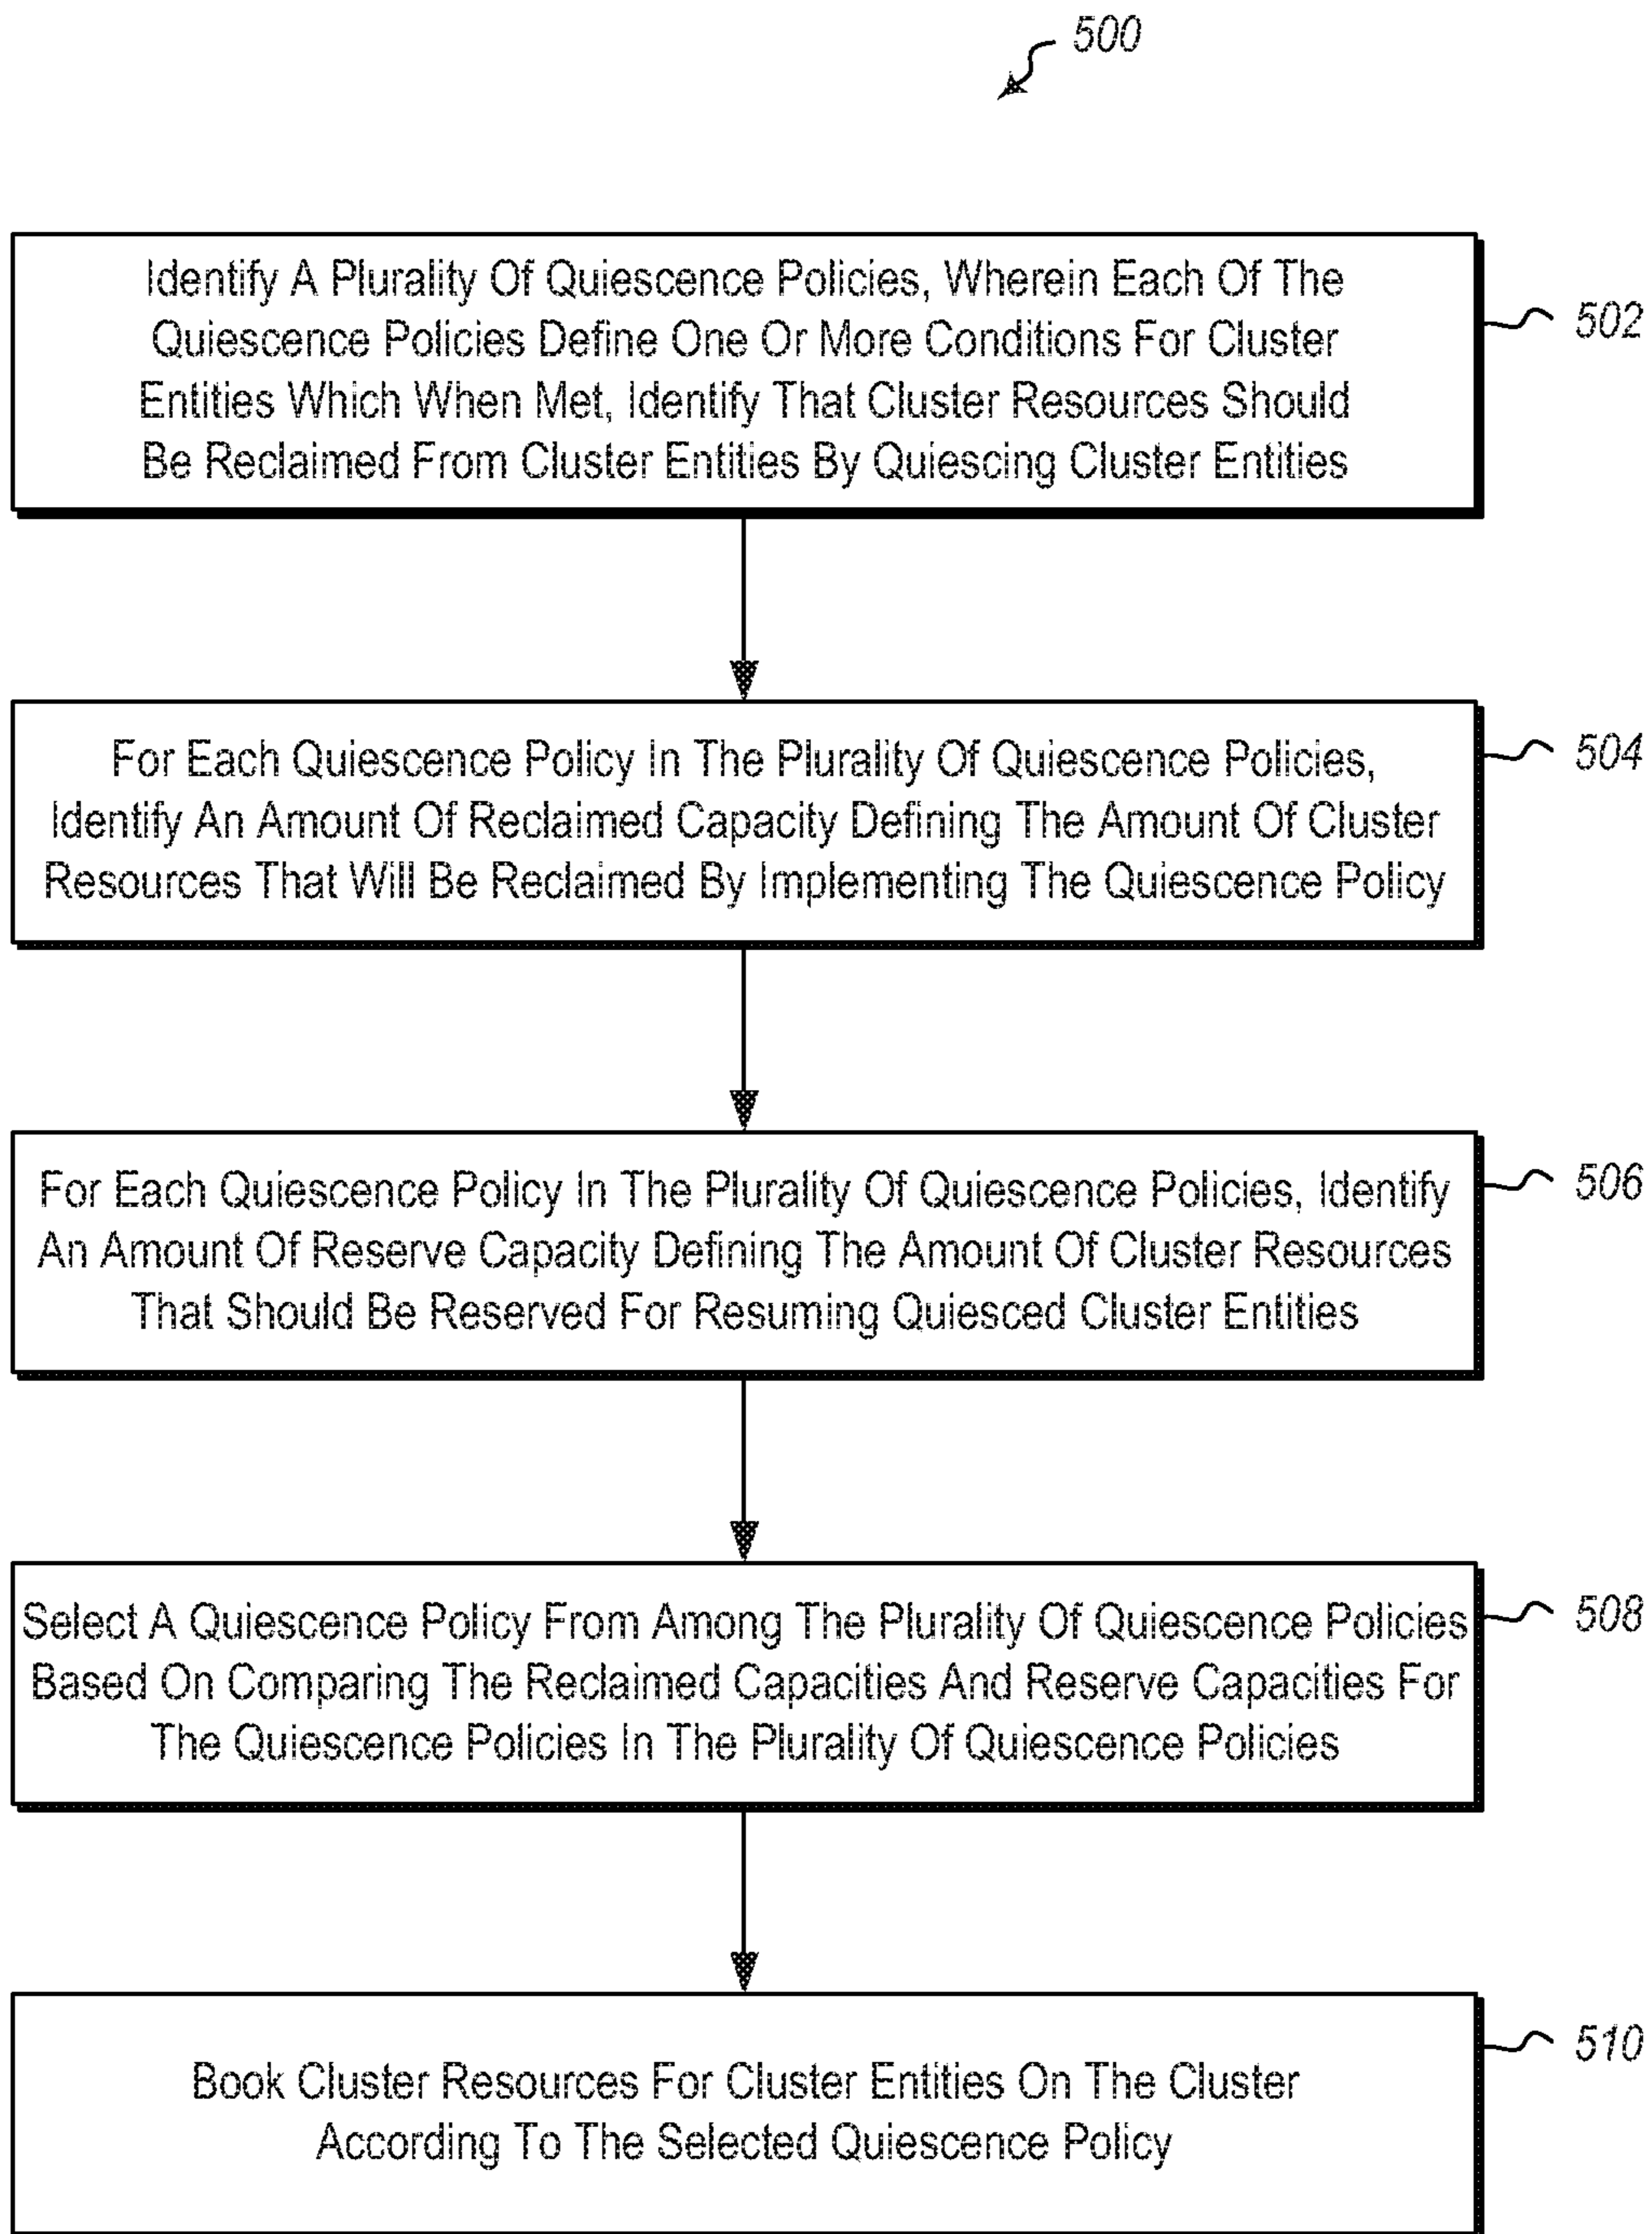 500
Identify A Plurality Of Quiescence Policies, Wherein Each Of The
Quiescence Policies Define One Or More Conditions For Cluster
Entities Which When Met, Identify That Cluster Resources Should
Be Reclaimed From Cluster Entities By Quiescing Cluster Entities
502
For Each Quiescence Policy In The Plurality Of Quiescence Policies,
Identify An Amount Of Reclaimed Capacity Defining The Amount Of Cluster
Resources That Will Be Reclaimed By Implementing The Quiescence Policy
504
For Each Quiescence Policy In The Plurality Of Quiescence Policies, Identify
An Amount Of Reserve Capacity Defining The Amount Of Cluster Resources
That Should Be Reserved For Resuming Quiesced Cluster Entities
506
Select A Quiescence Policy From Among The Plurality Of Quiescence Policies
Based On Comparing The Reclaimed Capacities And Reserve Capacities For
The Quiescence Policies In The Plurality Of Quiescence Policies
508
Book Cluster Resources For Cluster Entities On The Cluster
According To The Selected Quiescence Policy
510